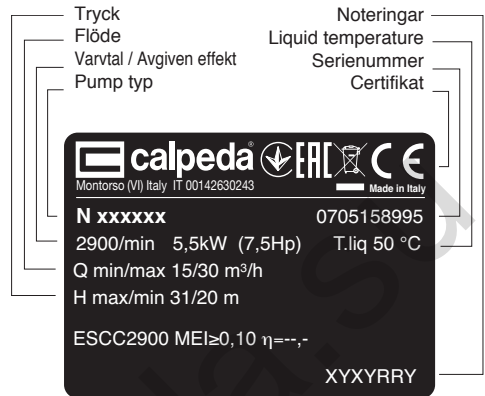 Tryck
Flöde
Varvtal / Avgiven effekt
Pump typ
Noteringar
Liquid temperature
Serienummer
Certifikat
calpeda®
EAC CE
Montorso (VI) Italy IT 00142630243
Made in Italy
N xxxxxx 0705158995
2900/min 5,5kW (7,5Hp) T.liq 50 °C
Q min/max 15/30 m³/h
H max/min 31/20 m
ESCC2900 MEI≥0,10 η=--,-
XYXYRRY